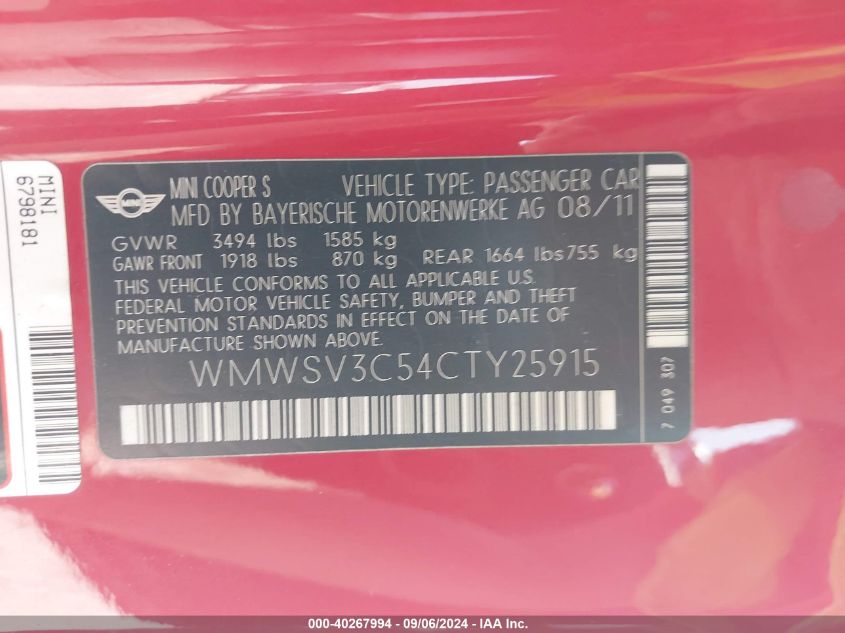 MINI
6798181
MINI
MINI COOPER S VEHICLE TYPE: PASSENGER CAR
MFD BY BAYERISCHE MOTORENWERKE AG 08/11
GVWR 3494 lbs 1585 kg
GAWR FRONT 1918 lbs 870 kg REAR 1664 lbs 755 kg
THIS VEHICLE CONFORMS TO ALL APPLICABLE U.S.
FEDERAL MOTOR VEHICLE SAFETY, BUMPER AND THEFT
PREVENTION STANDARDS IN EFFECT ON THE DATE OF
MANUFACTURE SHOWN ABOVE.
WMWSV3C54CTY25915
7 049 307
000-40267994 - 09/06/2024 - IAA Inc.